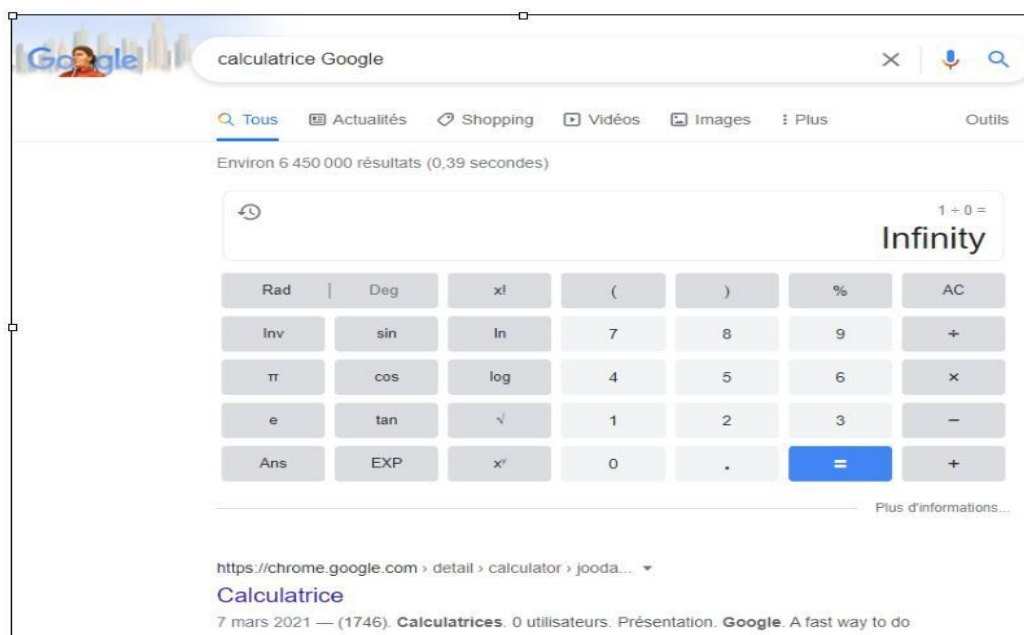 Google
calculatrice Google
Tous Actualités Shopping Vidéos Images Plus Outils
Environ 6 450 000 résultats (0,39 secondes)
1 ÷ 0 =
Infinity
Rad | Deg x! ( ) % AC
Inv sin ln 7 8 9 ÷
π cos log 4 5 6 ×
e tan √ 1 2 3 −
Ans EXP xʸ 0 . = +
Plus d'informations...
https://chrome.google.com › detail › calculator › jooda...
Calculatrice
7 mars 2021 — (1746). Calculatrices. 0 utilisateurs. Présentation. Google. A fast way to do